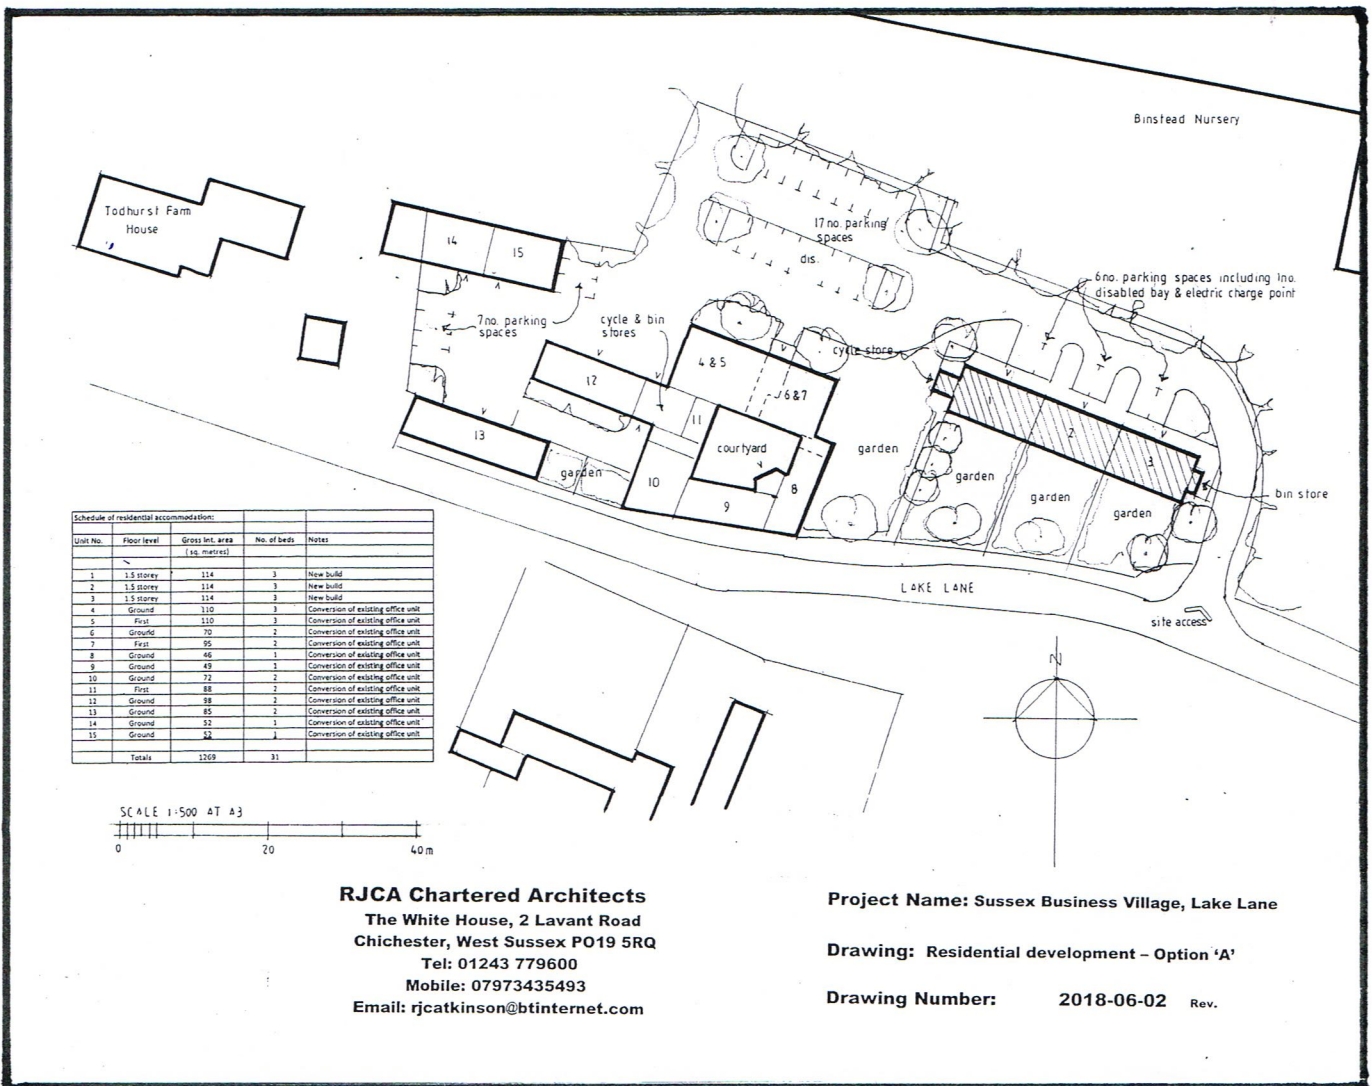 Binstead Nursery
Todhurst Farm
House
14
15
17no. parking
spaces
dis.
6no. parking spaces including 1no.
disabled bay & electric charge point
7no. parking
spaces
cycle & bin
stores
cycle store
4 & 5
6&7
12
11
13
garden
10
courtyard
9
8
garden
1
2
3
garden
garden
garden
bin store
LAKE LANE
site access
N
Schedule of residential accommodation:
Unit No. Floor level Gross Int. area No. of beds Notes
(sq. metres)
1 1.5 storey 114 3 New build
2 1.5 storey 114 3 New build
3 1.5 storey 114 3 New build
4 Ground 110 3 Conversion of existing office unit
5 First 110 3 Conversion of existing office unit
6 Ground 70 2 Conversion of existing office unit
7 First 95 2 Conversion of existing office unit
8 Ground 46 1 Conversion of existing office unit
9 Ground 49 1 Conversion of existing office unit
10 Ground 72 2 Conversion of existing office unit
11 First 88 2 Conversion of existing office unit
12 Ground 98 2 Conversion of existing office unit
13 Ground 85 2 Conversion of existing office unit
14 Ground 52 1 Conversion of existing office unit
15 Ground 52 1 Conversion of existing office unit
Totals 1269 31
SCALE 1:500 AT A3
0 20 40m
RJCA Chartered Architects
The White House, 2 Lavant Road
Chichester, West Sussex PO19 5RQ
Tel: 01243 779600
Mobile: 07973435493
Email: rjcatkinson@btinternet.com
Project Name: Sussex Business Village, Lake Lane
Drawing: Residential development – Option ‘A’
Drawing Number: 2018-06-02 Rev.